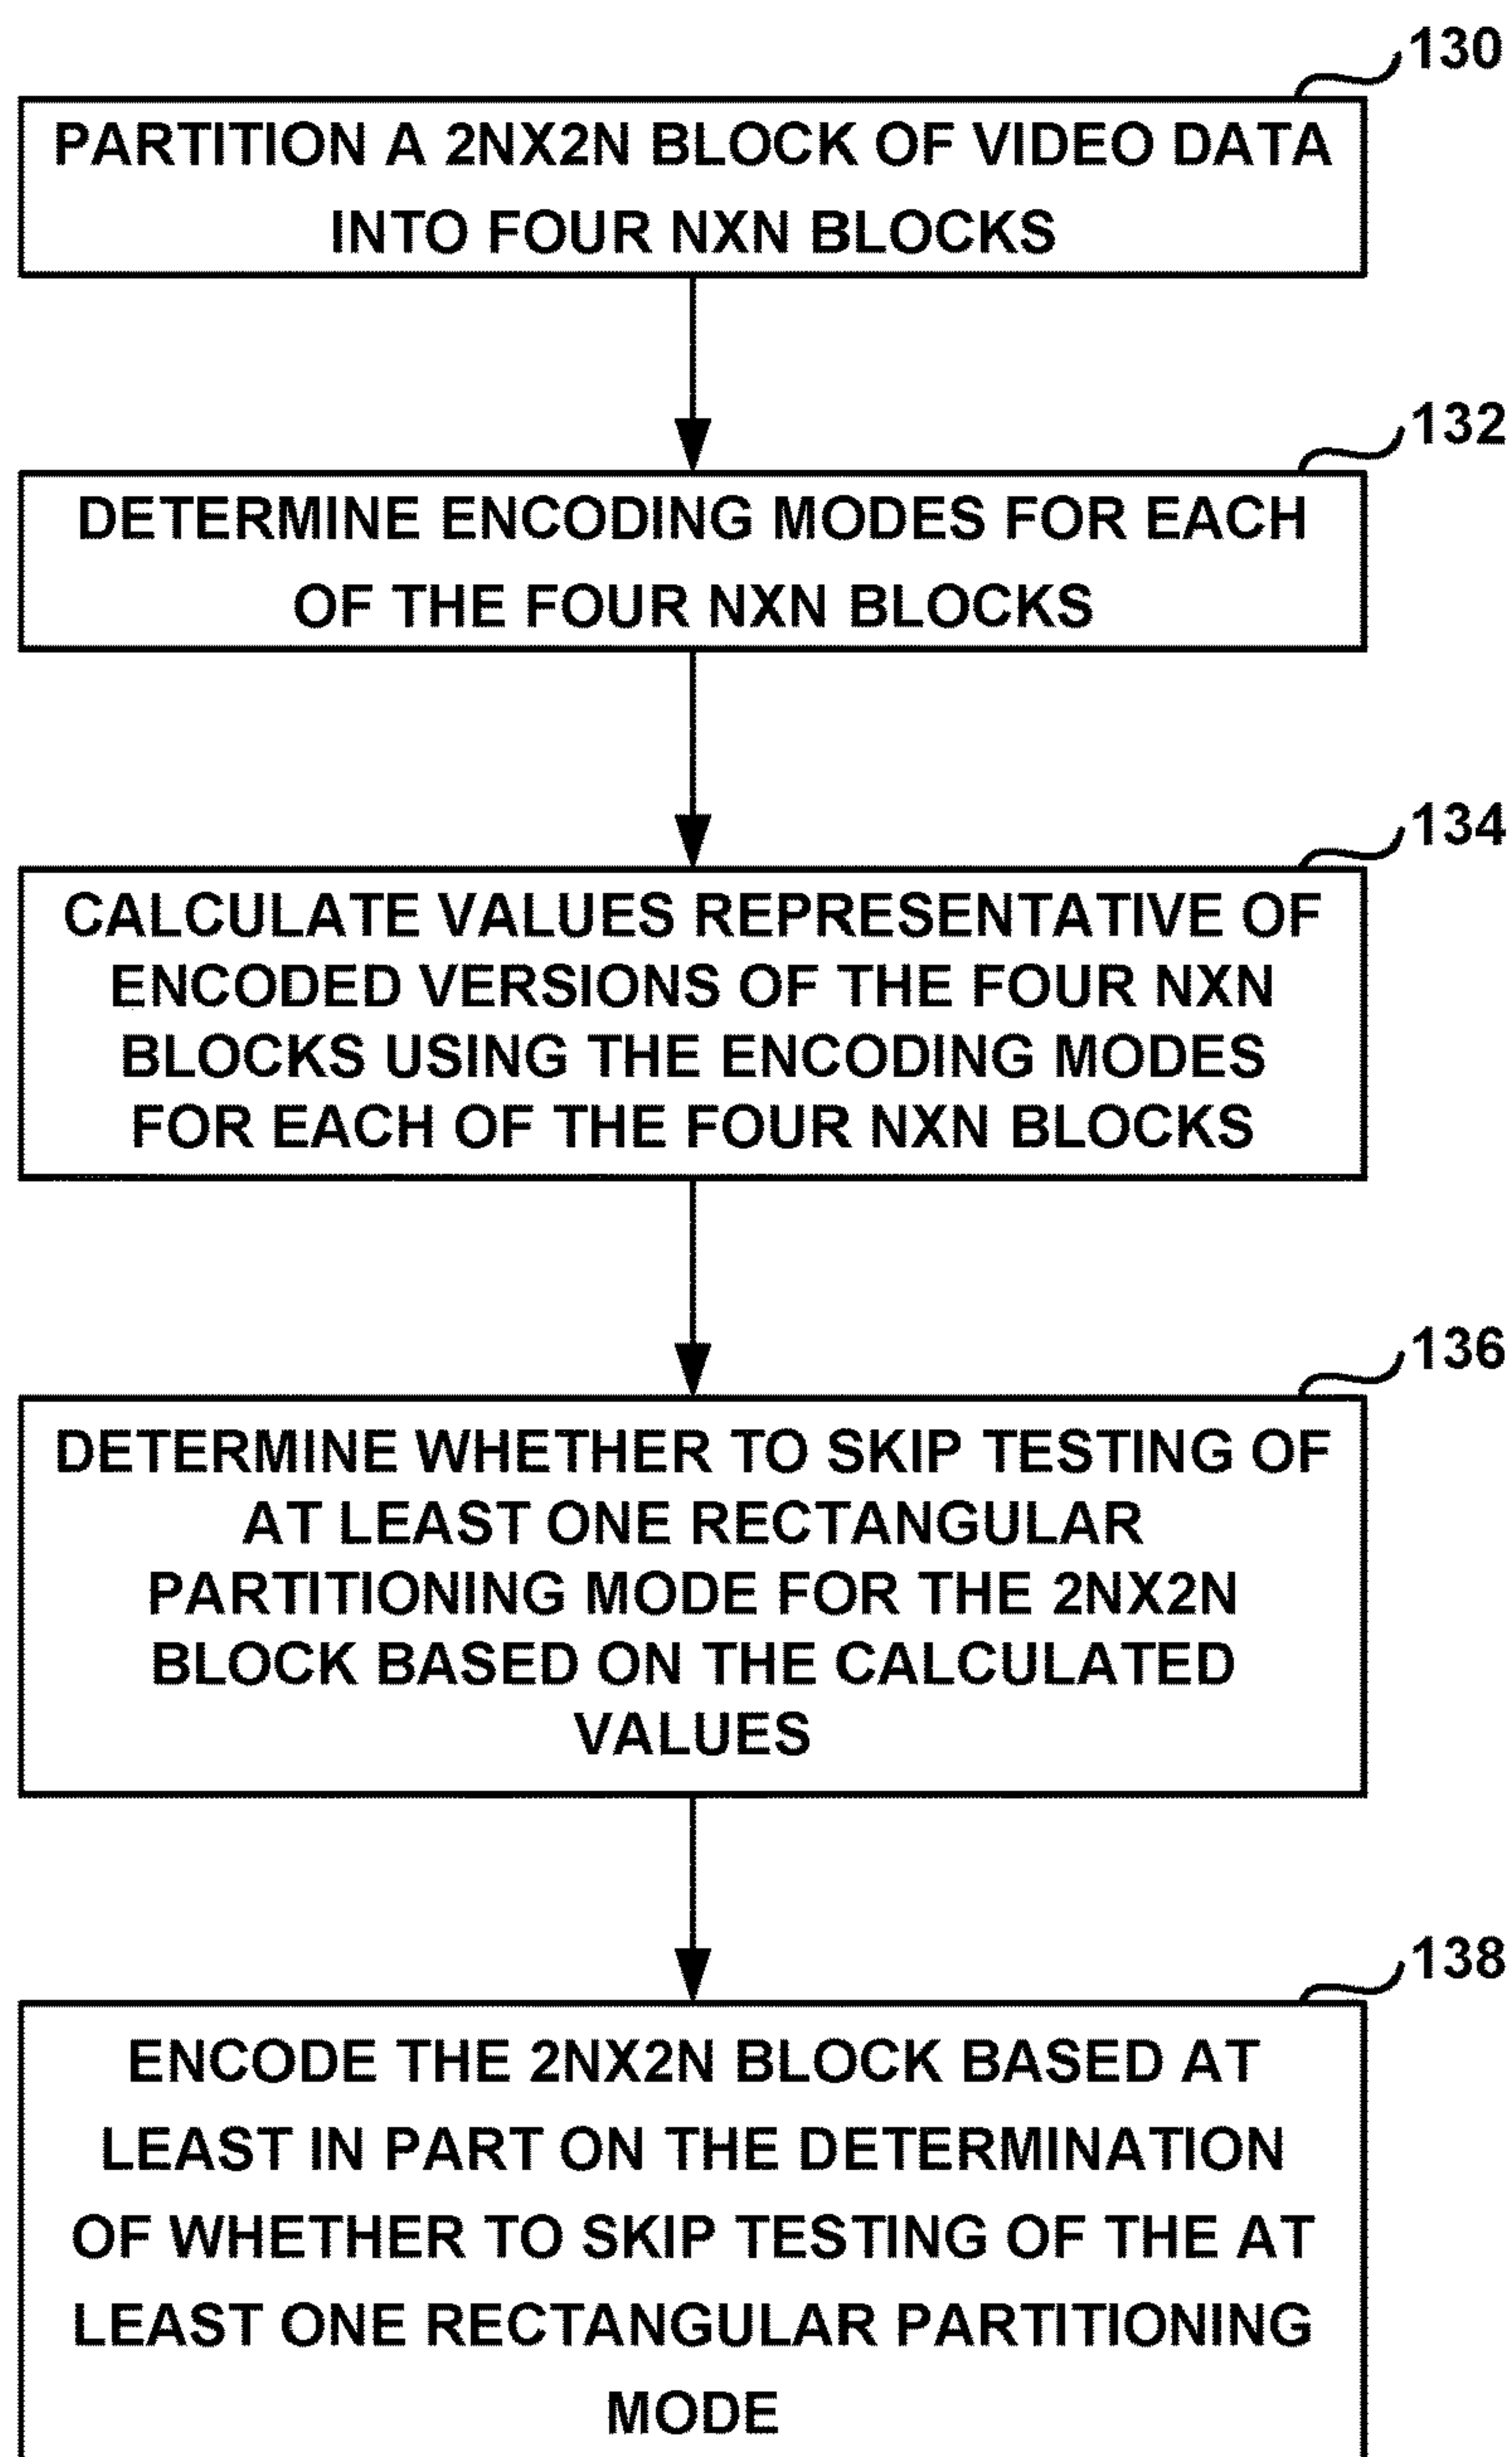 130
PARTITION A 2NX2N BLOCK OF VIDEO DATA
INTO FOUR NXN BLOCKS
132
DETERMINE ENCODING MODES FOR EACH
OF THE FOUR NXN BLOCKS
134
CALCULATE VALUES REPRESENTATIVE OF
ENCODED VERSIONS OF THE FOUR NXN
BLOCKS USING THE ENCODING MODES
FOR EACH OF THE FOUR NXN BLOCKS
136
DETERMINE WHETHER TO SKIP TESTING OF
AT LEAST ONE RECTANGULAR
PARTITIONING MODE FOR THE 2NX2N
BLOCK BASED ON THE CALCULATED
VALUES
138
ENCODE THE 2NX2N BLOCK BASED AT
LEAST IN PART ON THE DETERMINATION
OF WHETHER TO SKIP TESTING OF THE AT
LEAST ONE RECTANGULAR PARTITIONING
MODE